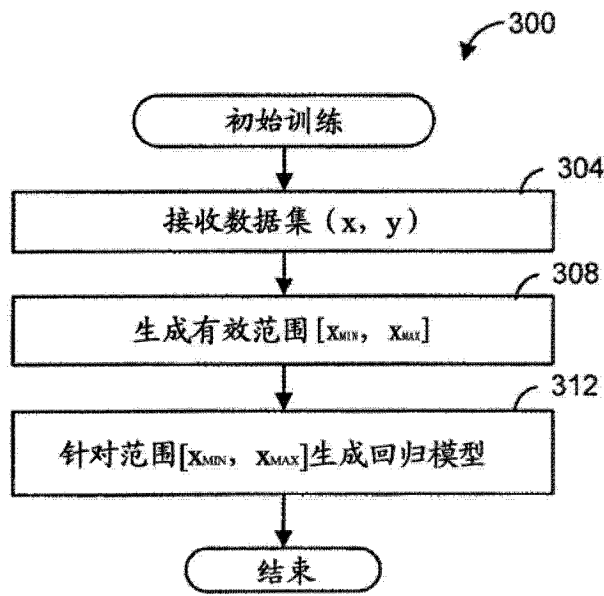 300
初始训练
304
接收数据集（x，y）
308
生成有效范围[XMIN，XMAX]
312
针对范围[XMIN，XMAX]生成回归模型
结束